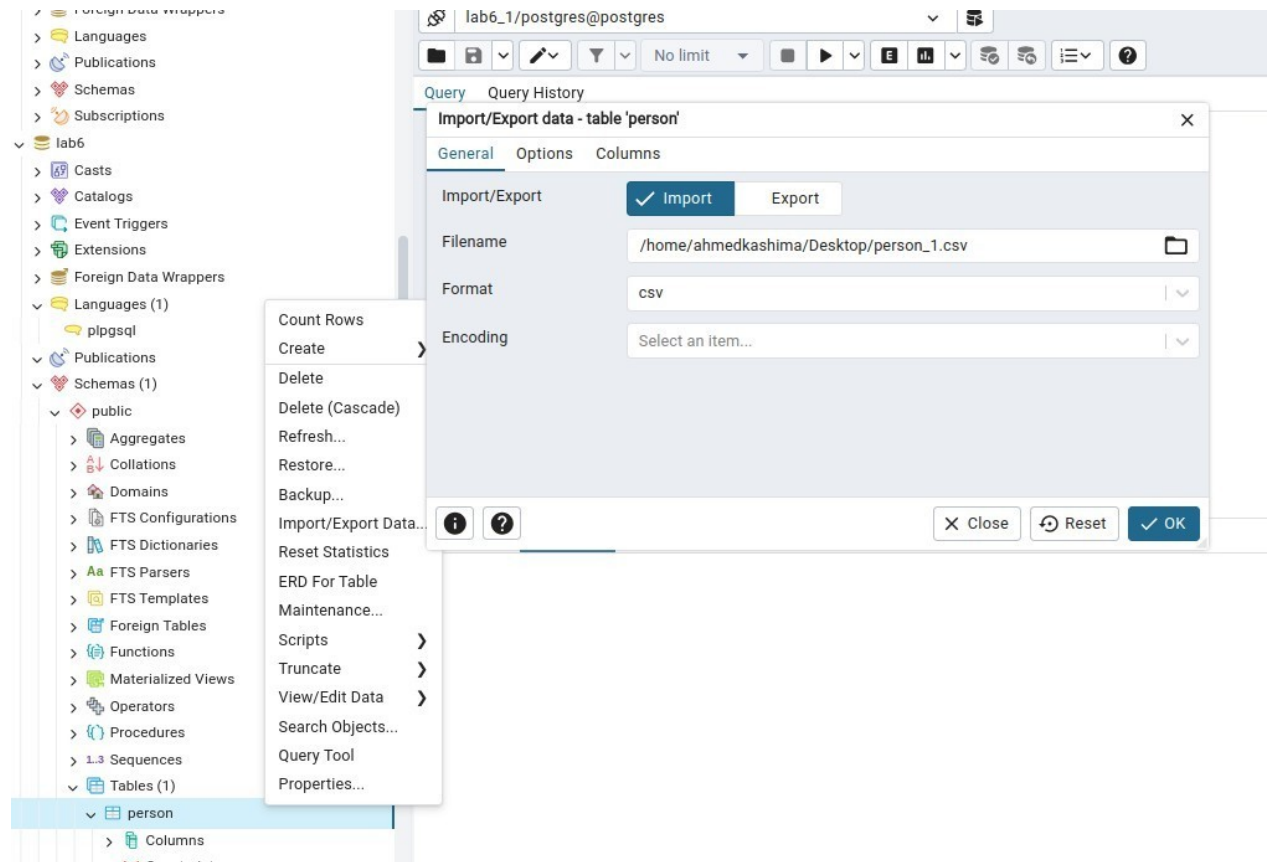 Foreign Data Wrappers
Languages
Publications
Schemas
Subscriptions
lab6
Casts
Catalogs
Event Triggers
Extensions
Foreign Data Wrappers
Languages (1)
plpgsql
Publications
Schemas (1)
public
Aggregates
Collations
Domains
FTS Configurations
FTS Dictionaries
Aa FTS Parsers
FTS Templates
Foreign Tables
Functions
Materialized Views
Operators
Procedures
1..3 Sequences
Tables (1)
person
Columns
Count Rows
Create
Delete
Delete (Cascade)
Refresh...
Restore...
Backup...
Import/Export Data...
Reset Statistics
ERD For Table
Maintenance...
Scripts
Truncate
View/Edit Data
Search Objects...
Query Tool
Properties...
lab6_1/postgres@postgres
No limit
E
Query Query History
Import/Export data - table 'person'
General Options Columns
Import/Export Import Export
Filename /home/ahmedkashima/Desktop/person_1.csv
Format csv
Encoding Select an item...
Close Reset OK